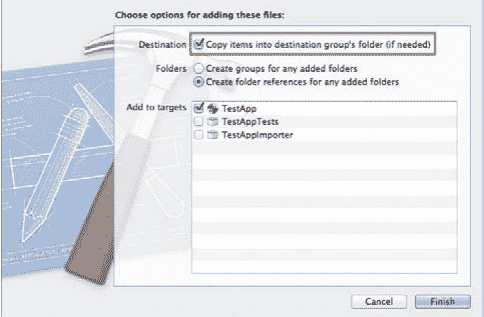 Choose options for adding these files:
Destination Copy items into destination group's folder (if needed)
Folders Create groups for any added folders
Create folder references for any added folders
Add to targets TestApp
TestAppTests
TestAppImporter
Cancel Finish